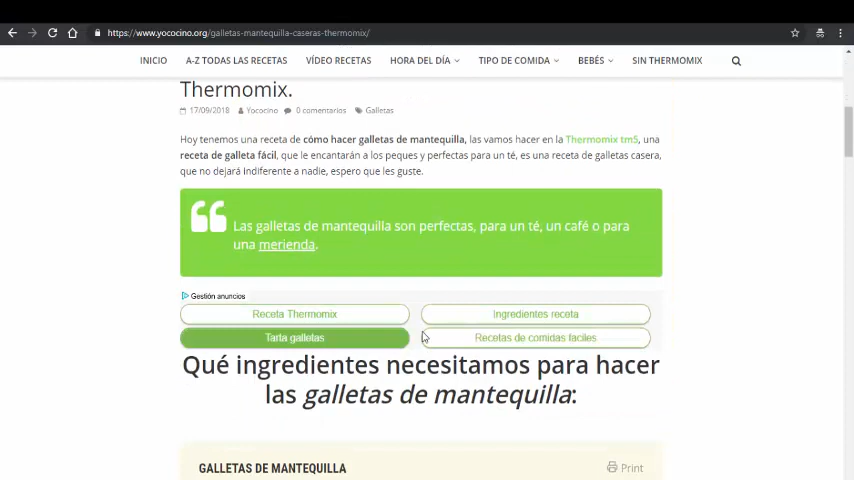 https://www.yococino.org/galletas-mantequilla-caseras-thermomix/
INICIO A-Z TODAS LAS RECETAS VÍDEO RECETAS HORA DEL DÍA TIPO DE COMIDA BEBÉS SIN THERMOMIX
Thermomix.
17/09/2018 Yococino 0 comentarios Galletas
Hoy tenemos una receta de cómo hacer galletas de mantequilla, las vamos hacer en la Thermomix tm5, una
receta de galleta fácil, que le encantarán a los peques y perfectas para un té, es una receta de galletas casera,
que no dejará indiferente a nadie, espero que les guste.
Las galletas de mantequilla son perfectas, para un té, un café o para
una merienda.
Gestión anuncios
Receta Thermomix Ingredientes receta
Tarta galletas Recetas de comidas faciles
Qué ingredientes necesitamos para hacer
las galletas de mantequilla:
GALLETAS DE MANTEQUILLA Print